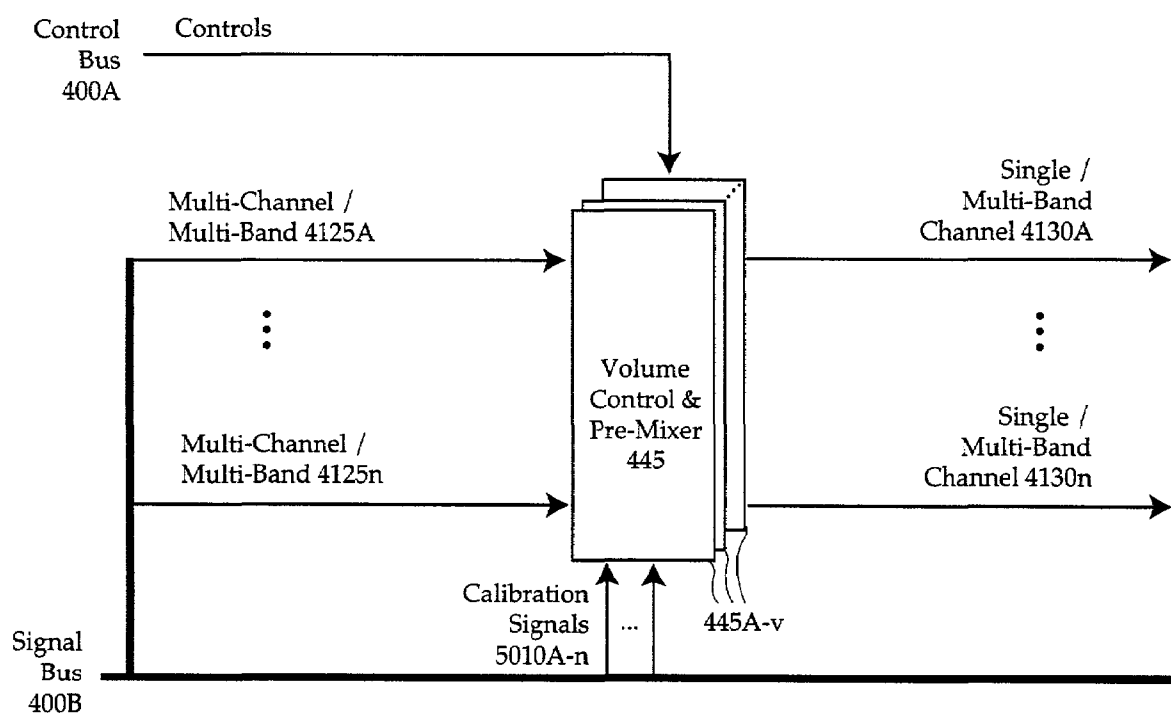 Control
Bus
400A
Controls
Multi-Channel /
Multi-Band 4125A
Single /
Multi-Band
Channel 4130A
Volume
Control &
Pre-Mixer
445
Multi-Channel /
Multi-Band 4125n
Single /
Multi-Band
Channel 4130n
Calibration
Signals
5010A-n
...
445A-v
Signal
Bus
400B